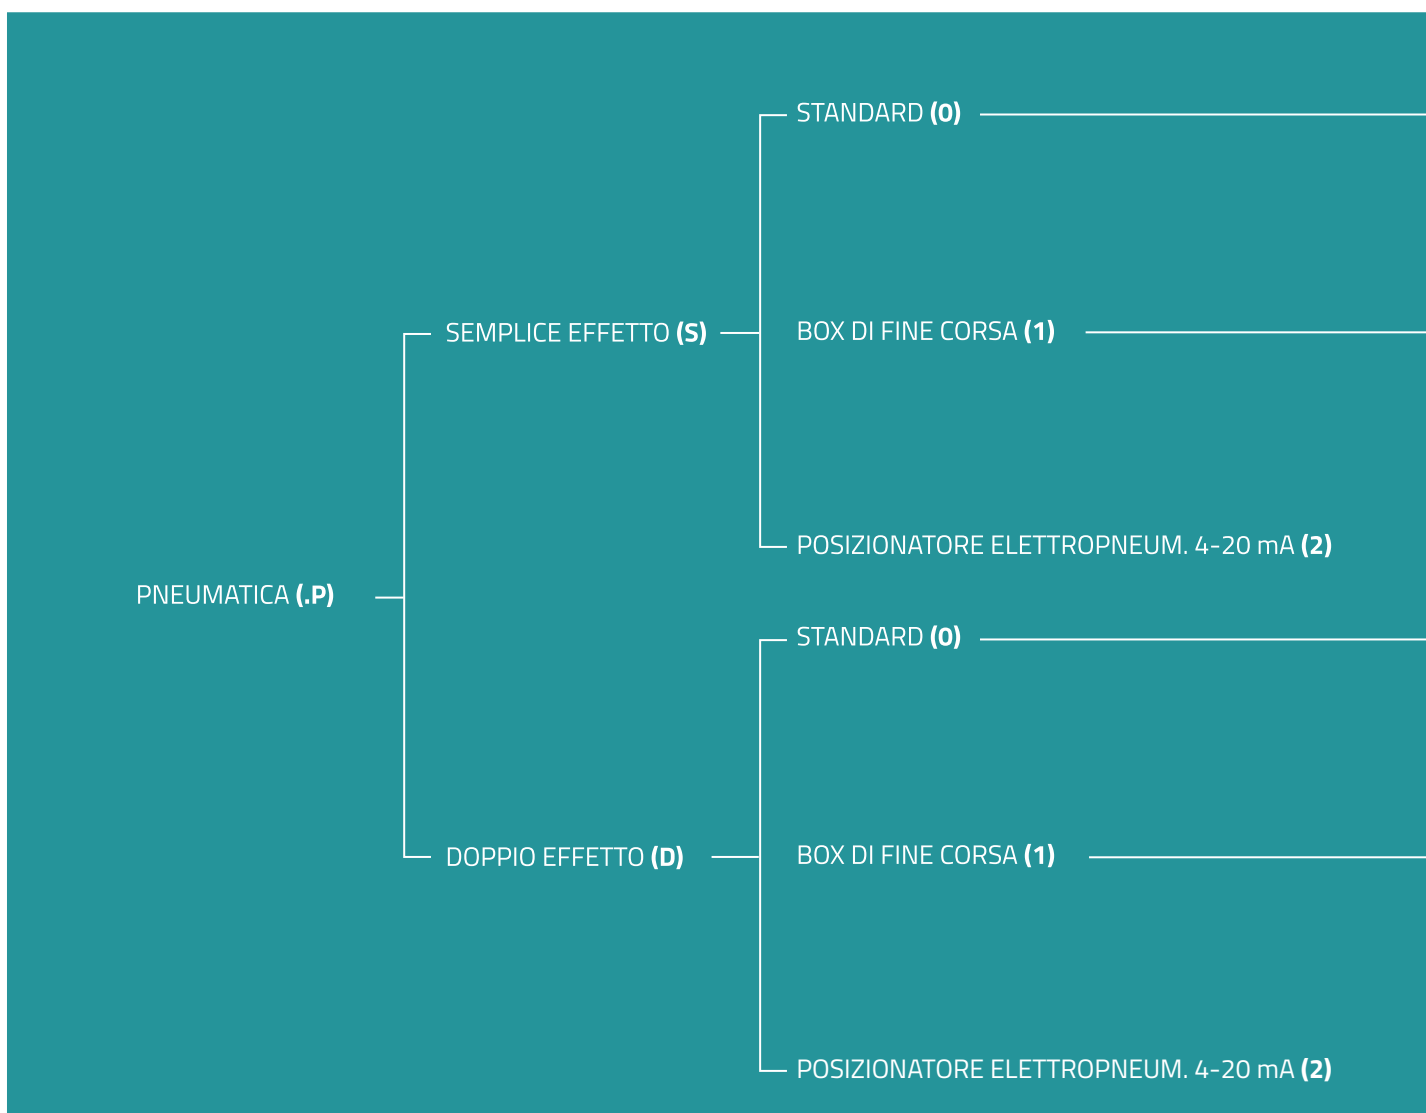 STANDARD (0)
BOX DI FINE CORSA (1)
SEMPLICE EFFETTO (S)
POSIZIONATORE ELETTROPNEUM. 4-20 mA (2)
PNEUMATICA (.P)
STANDARD (0)
BOX DI FINE CORSA (1)
DOPPIO EFFETTO (D)
POSIZIONATORE ELETTROPNEUM. 4-20 mA (2)